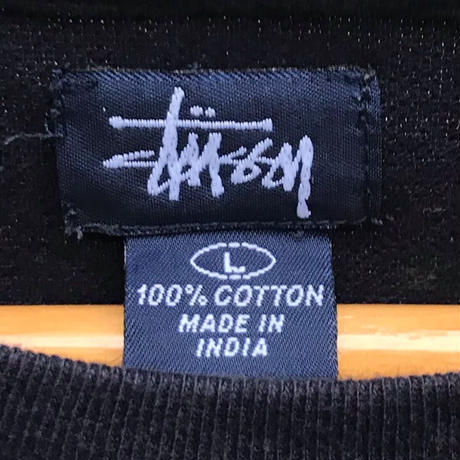 Stüssy
L
100% COTTON
MADE IN
INDIA